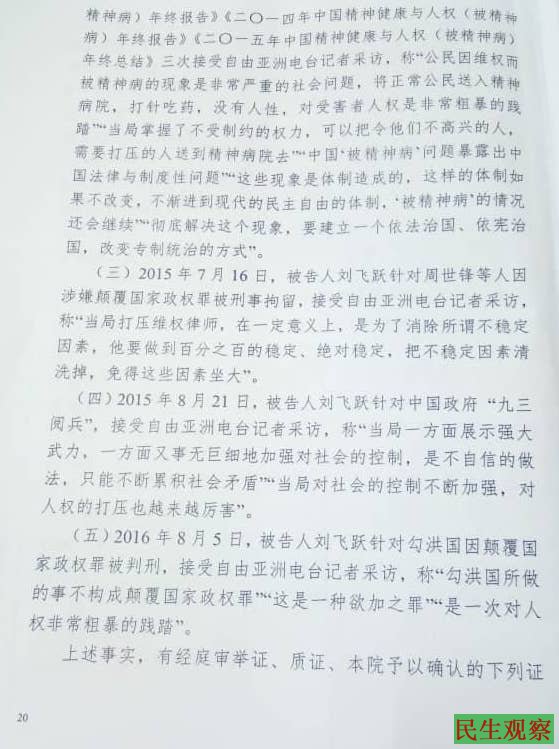 精神病）年终报告》《二〇一四年中国精神健康与人权（被精神
病）年终报告》《二〇一五年中国精神健康与人权（被精神病）
年终总结》三次接受自由亚洲电台记者采访，称“公民因维权而
被精神病的现象是非常严重的社会问题，将正常公民送入精神
病院，打针吃药，没有人性，对受害者人权是非常粗暴的践
踏”“当局掌握了不受制约的权力，可以把令他们不高兴的人，
需要打压的人送到精神病院去”“中国‘被精神病’问题暴露出中
国法律与制度性问题”“这些现象是体制造成的，这样的体制如
果不改变，不渐进到现代的民主自由的体制，‘被精神病’的情况
还会继续”“彻底解决这个现象，要建立一个依法治国、依宪治
国，改变专制统治的方式”。
（三）2015 年 7 月 16 日，被告人刘飞跃针对周世锋等人因
涉嫌颠覆国家政权罪被刑事拘留，接受自由亚洲电台记者采访，
称“当局打压维权律师，在一定意义上，是为了消除所谓不稳定
因素，他要做到百分之百的稳定、绝对稳定，把不稳定因素清
洗掉，免得这些因素坐大”。
（四）2015 年 8 月 21 日，被告人刘飞跃针对中国政府“九三
阅兵”，接受自由亚洲电台记者采访，称“当局一方面展示强大
武力，一方面又事无巨细地加强对社会的控制，是不自信的做
法，只能不断累积社会矛盾”“当局对社会的控制不断加强，对
人权的打压也越来越厉害”。
（五）2016 年 8 月 5 日，被告人刘飞跃针对勾洪国因颠覆国
家政权罪被判刑，接受自由亚洲电台记者采访，称“勾洪国所做
的事不构成颠覆国家政权罪”“这是一种欲加之罪”“是一次对人
权非常粗暴的践踏”。
上述事实，有经庭审举证、质证、本院予以确认的下列证
20
民生观察